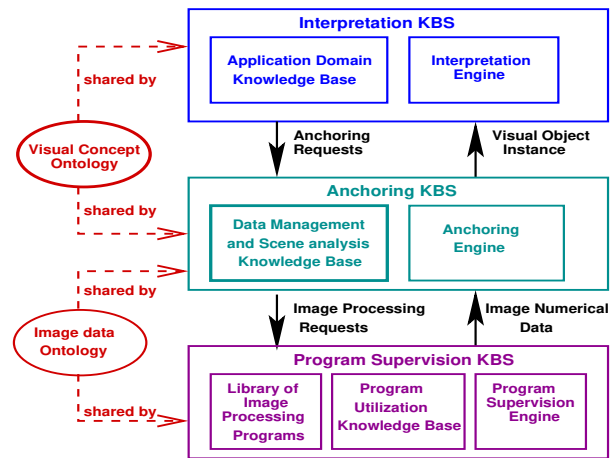 Interpretation KBS
Application Domain
Knowledge Base
Interpretation
Engine
shared by
Anchoring
Requests
Visual Object
Instance
Visual Concept
Ontology
Anchoring KBS
shared by
Data Management
and Scene analysis
Knowledge Base
Anchoring
Engine
shared by
Image Processing
Requests
Image Numerical
Data
Image data
Ontology
Program Supervision KBS
Library of
Image
Processing
Programs
Program
Utilization
Knowledge Base
Program
Supervision
Engine
shared by